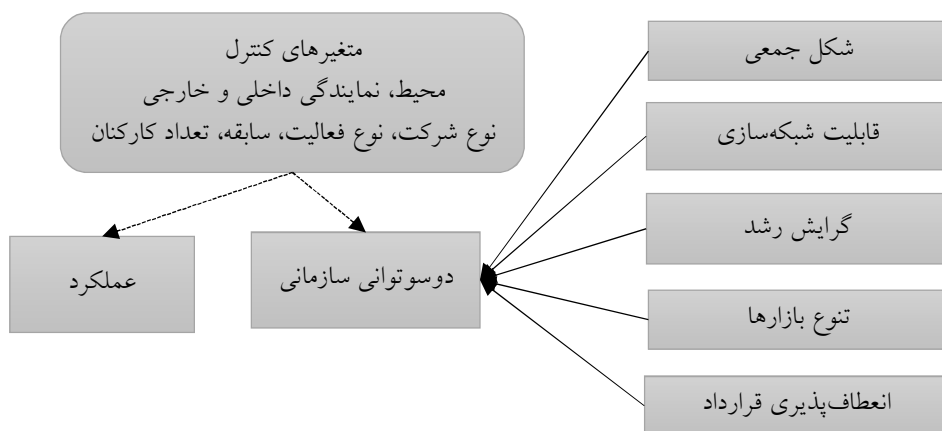 متغیرهای کنترل
محیط، نمایندگی داخلی و خارجی
نوع شرکت، نوع فعالیت، سابقه، تعداد کارکنان
شکل جمعی
قابلیت شبکه‌سازی
گرایش رشد
تنوع بازارها
انعطاف‌پذیری قرارداد
دوسوتوانی سازمانی
عملکرد